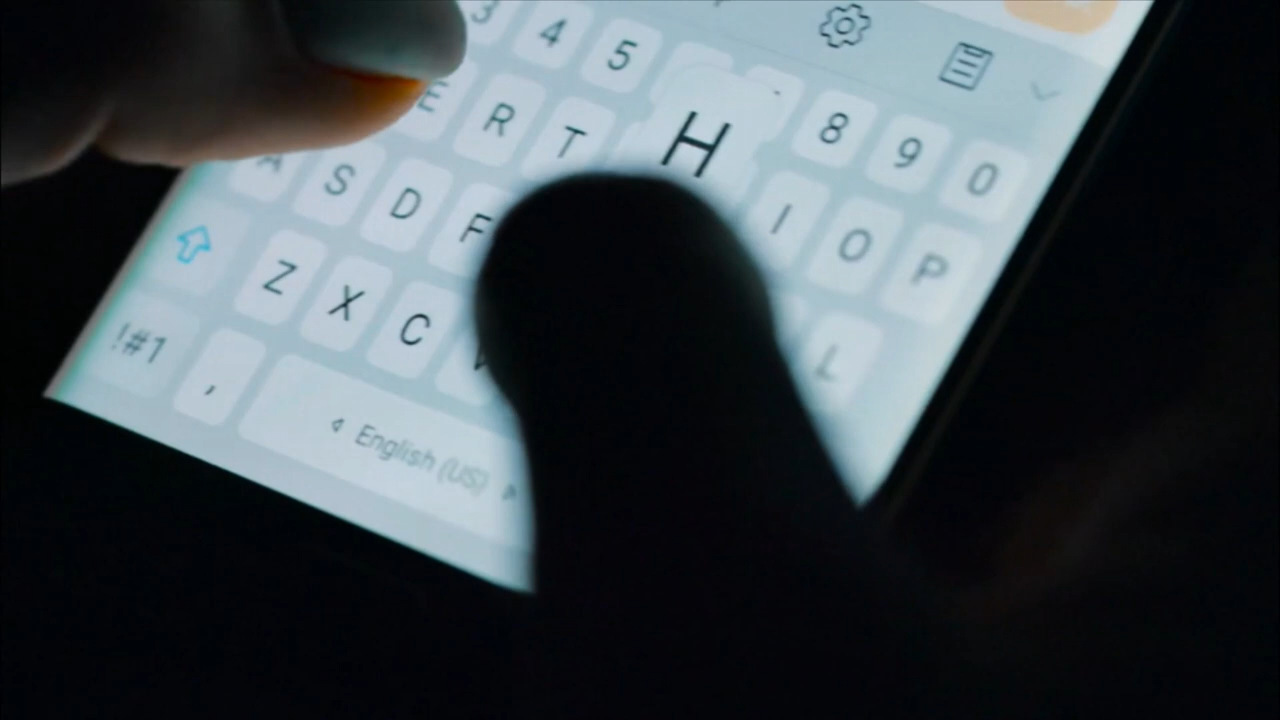 3 4 5 8 9 0
E R T I O P
H
A S D F L
Z X C V
!#1 , English (US)